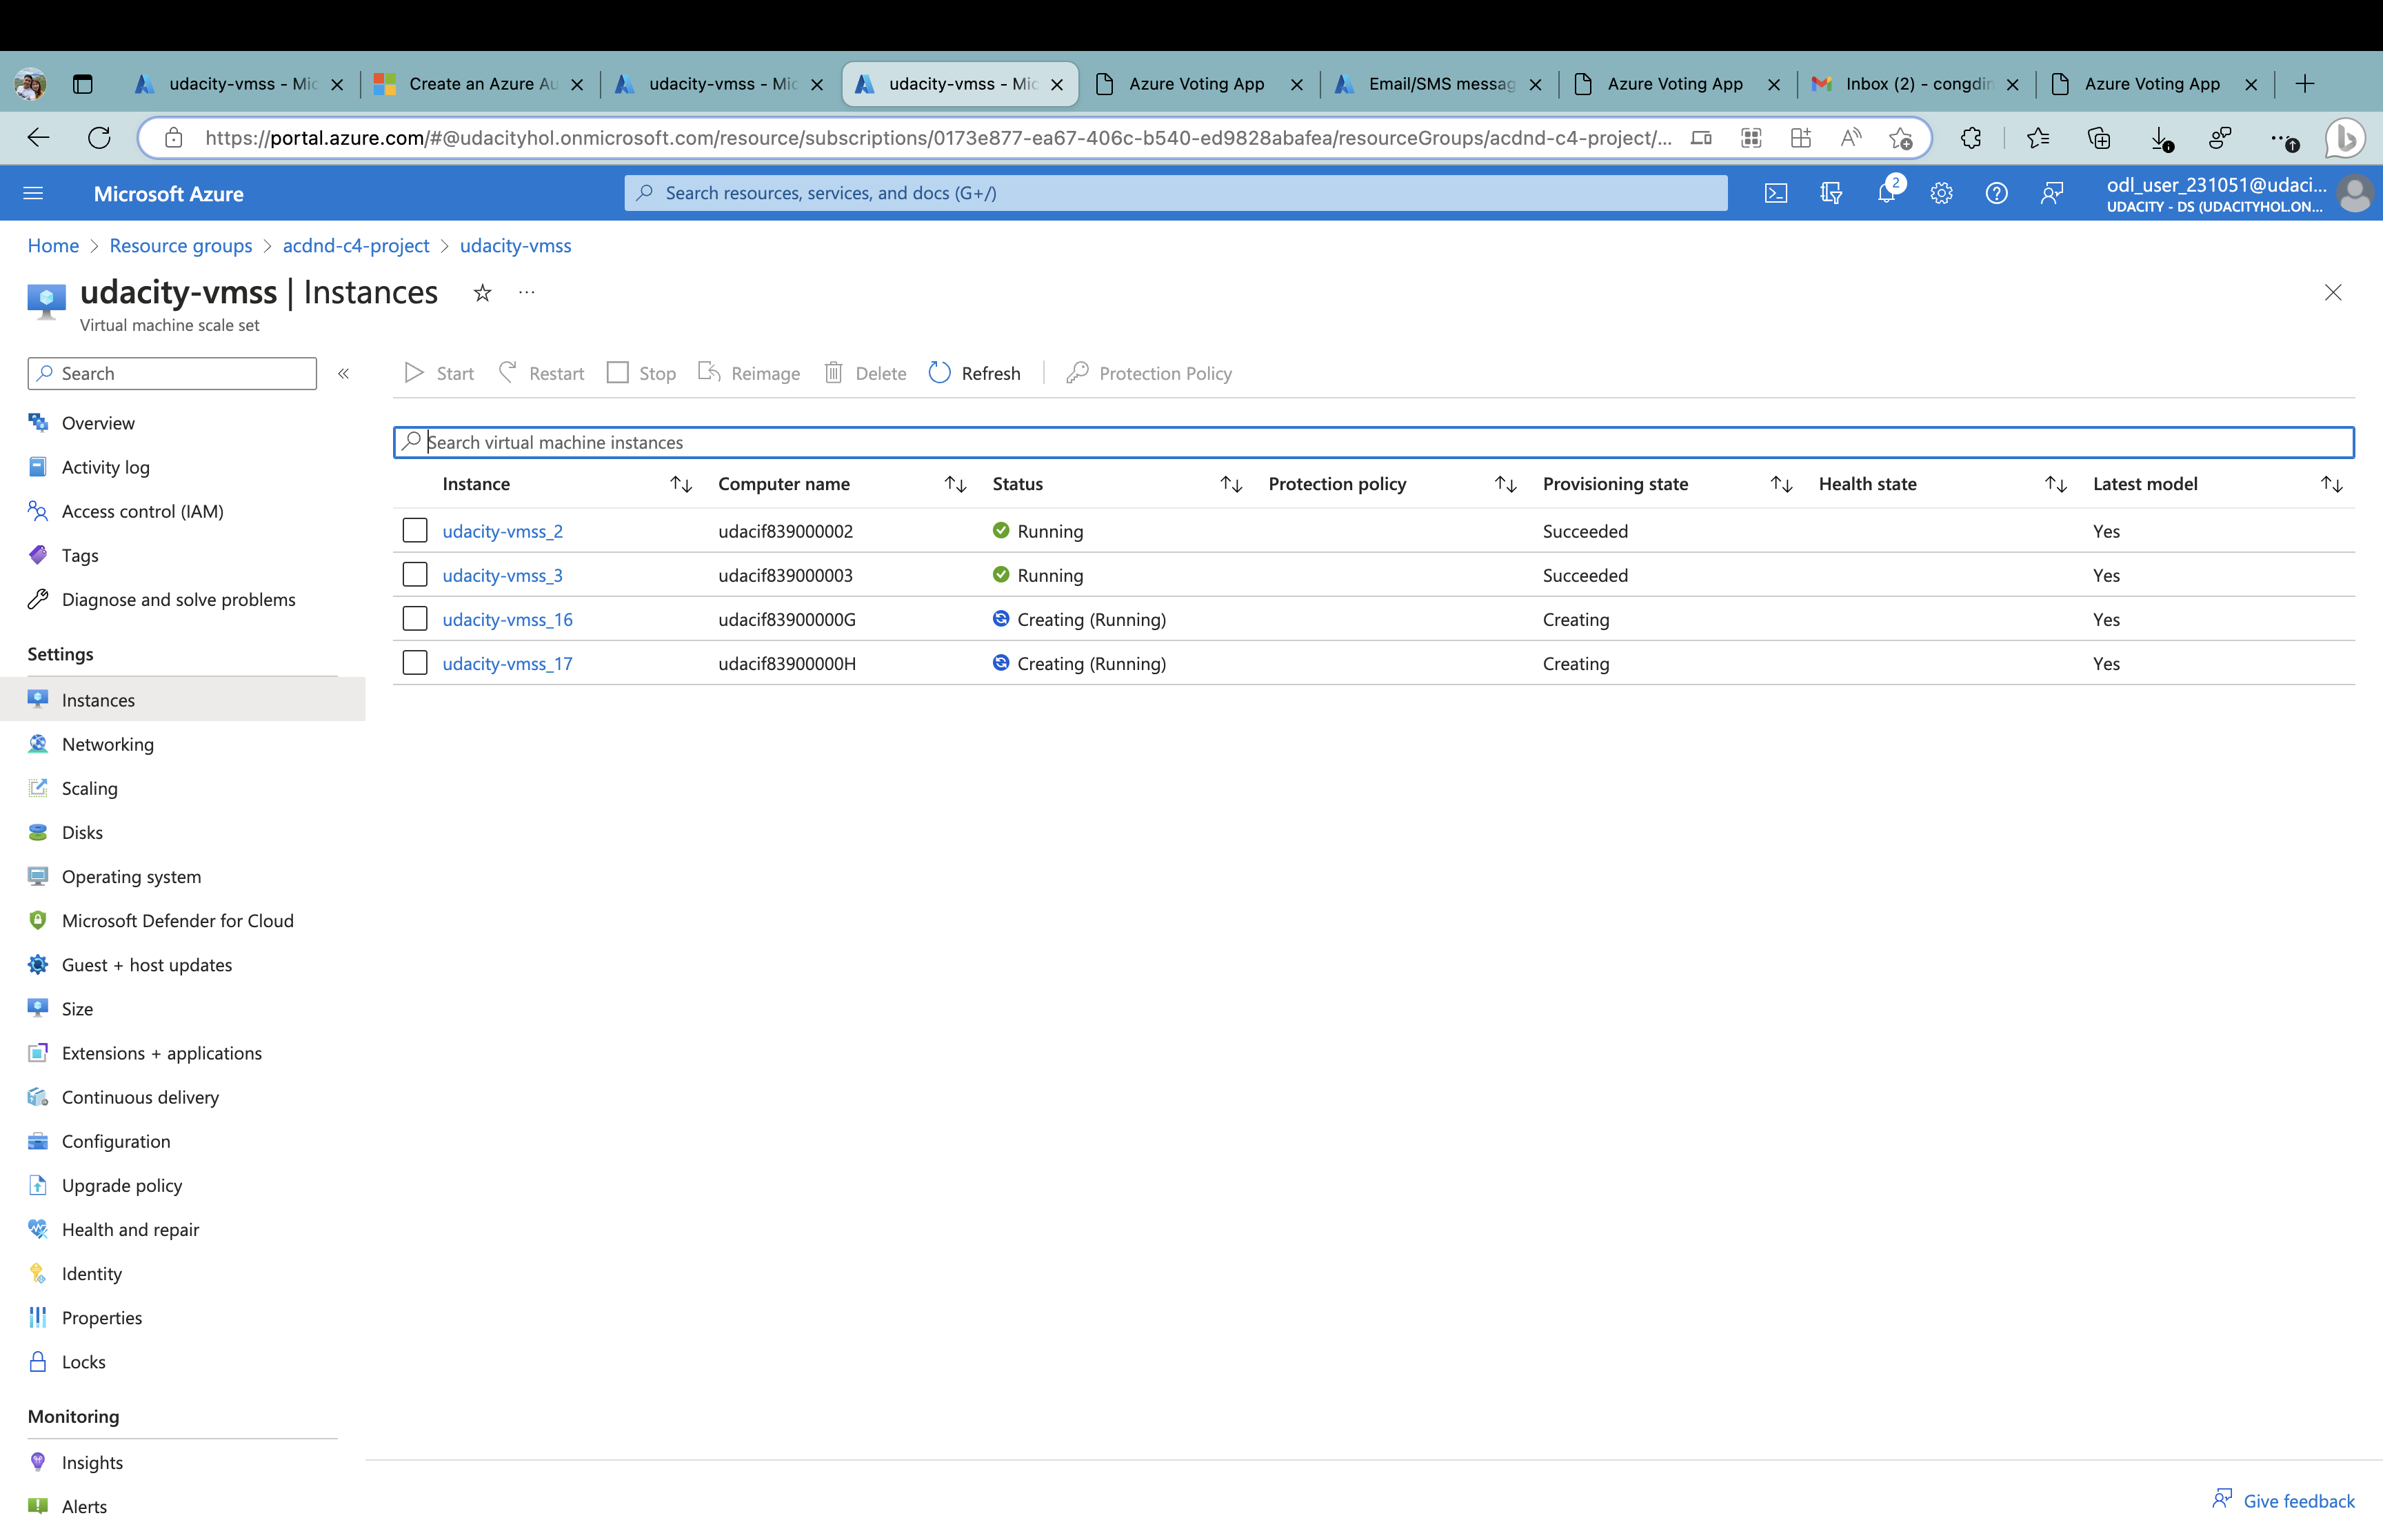 udacity-vmss - Mic
Create an Azure Au
udacity-vmss - Mic
udacity-vmss - Mic
Azure Voting App
Email/SMS messag
Azure Voting App
Inbox (2) - congdin
Azure Voting App
https://portal.azure.com/#@udacityhol.onmicrosoft.com/resource/subscriptions/0173e877-ea67-406c-b540-ed9828abafea/resourceGroups/acdnd-c4-project/...
Microsoft Azure
Search resources, services, and docs (G+/)
2
odl_user_231051@udaci...
UDACITY - DS (UDACITYHOL.ON...
Home > Resource groups > acdnd-c4-project > udacity-vmss
udacity-vmss | Instances
Virtual machine scale set
Search
Start Restart Stop Reimage Delete Refresh Protection Policy
Search virtual machine instances
Instance Computer name Status Protection policy Provisioning state Health state Latest model
udacity-vmss_2 udacif839000002 Running Succeeded Yes
udacity-vmss_3 udacif839000003 Running Succeeded Yes
udacity-vmss_16 udacif83900000G Creating (Running) Creating Yes
udacity-vmss_17 udacif83900000H Creating (Running) Creating Yes
Overview
Activity log
Access control (IAM)
Tags
Diagnose and solve problems
Settings
Instances
Networking
Scaling
Disks
Operating system
Microsoft Defender for Cloud
Guest + host updates
Size
Extensions + applications
Continuous delivery
Configuration
Upgrade policy
Health and repair
Identity
Properties
Locks
Monitoring
Insights
Alerts
Give feedback